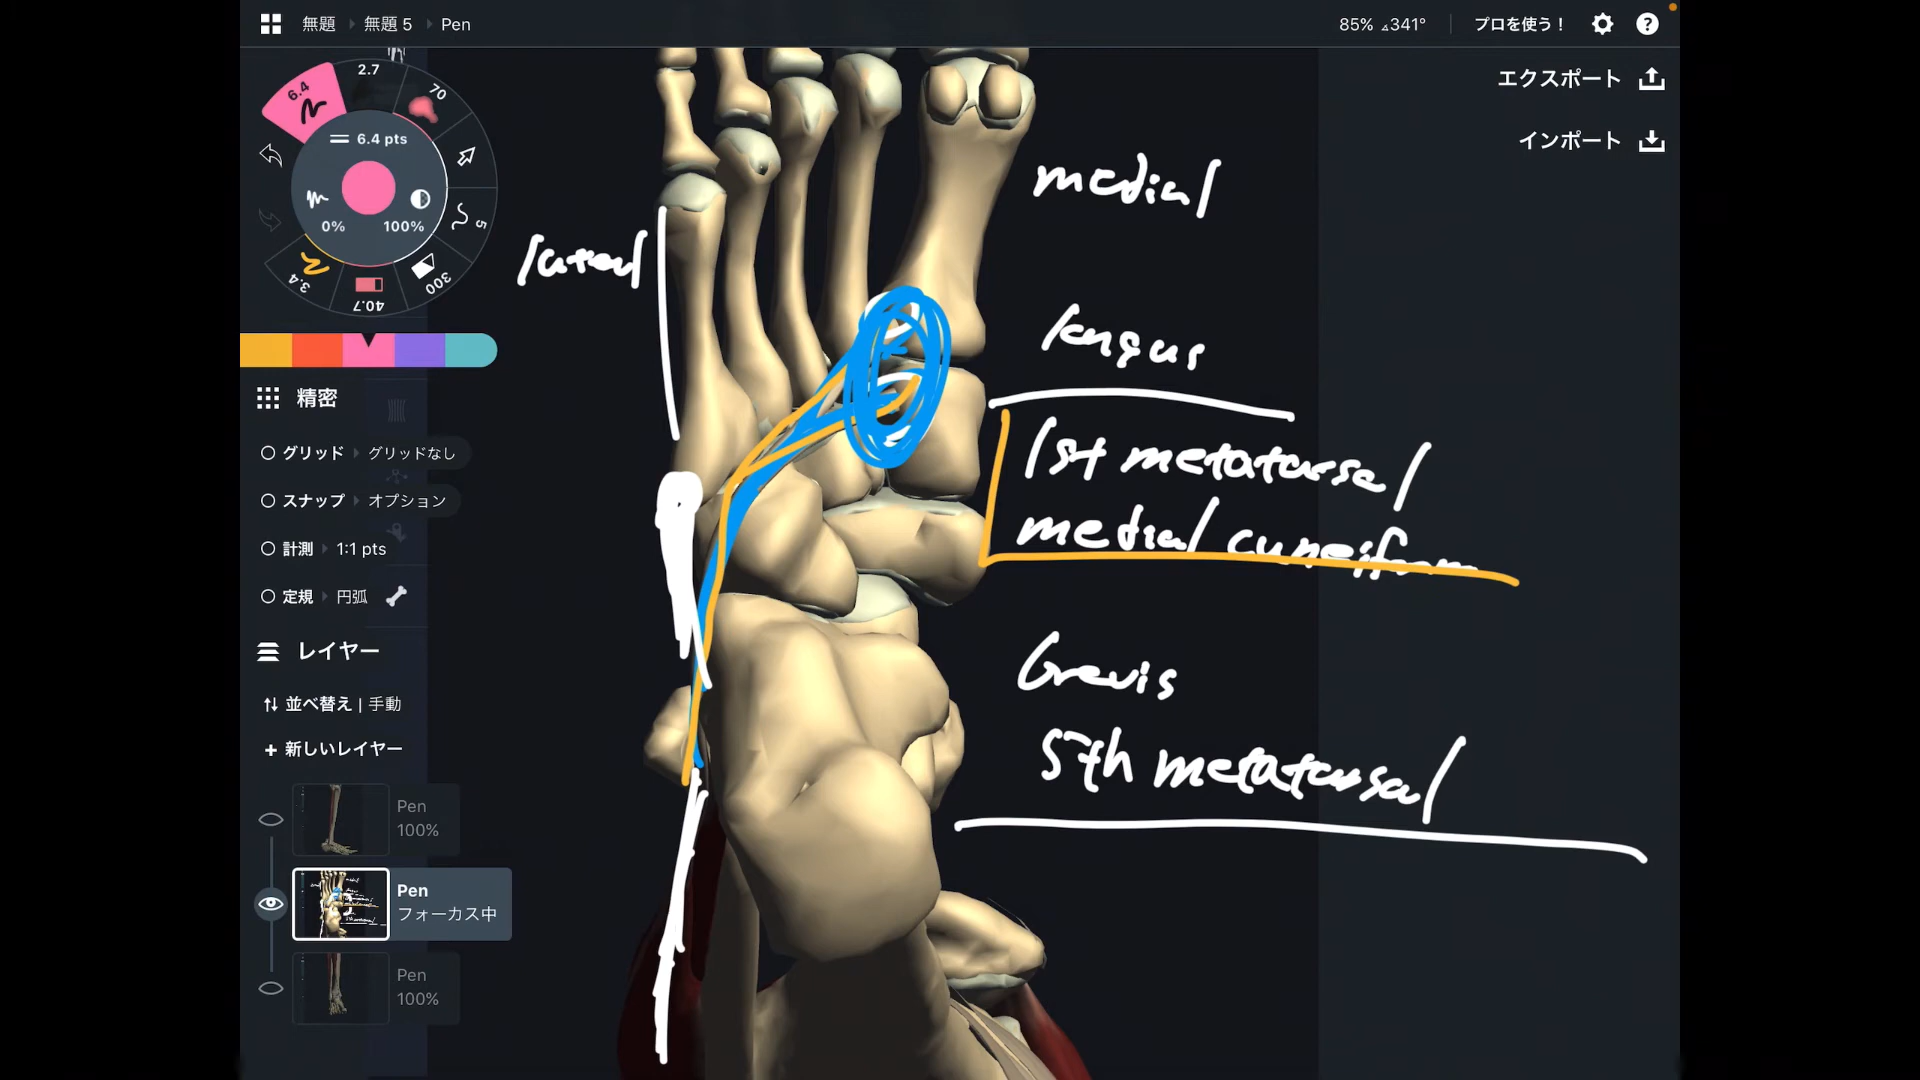 無題 無題 5 Pen
85% ⊿341° プロを使う!
エクスポート
インポート
2.7
6.4
70
6.4 pts
5
0% 100%
3.4
40.7
300
精密
グリッド グリッドなし
スナップ オプション
計測 1:1 pts
定規 円弧
レイヤー
並べ替え | 手動
+ 新しいレイヤー
Pen
100%
Pen
フォーカス中
Pen
100%
medial
lateral
longus
1st metatarsal
medial cuneiform
brevis
5th metatarsal